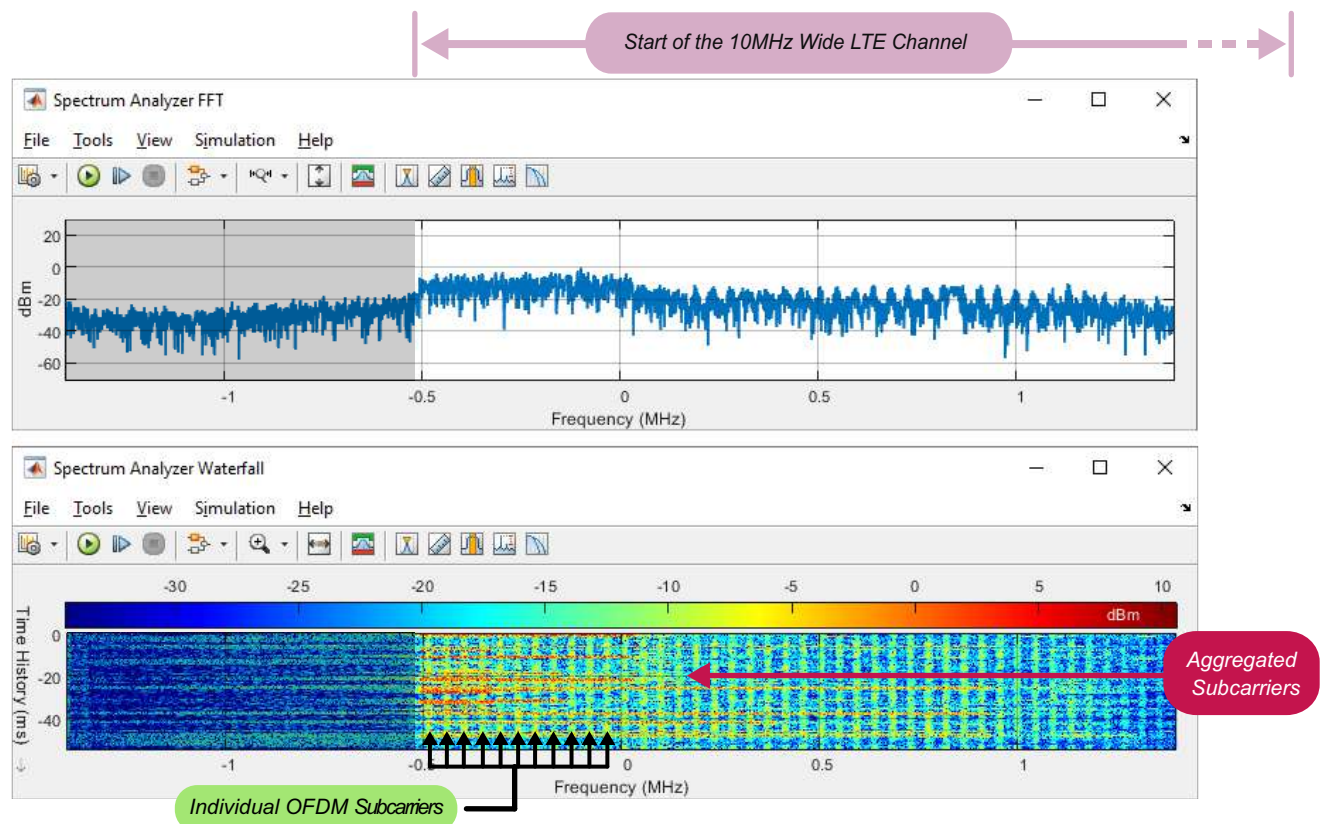 Start of the 10MHz Wide LTE Channel
Spectrum Analyzer FFT
File Tools View Simulation Help
20
0
-20
-40
-60
dBm
-1 -0.5 0 0.5 1
Frequency (MHz)
Spectrum Analyzer Waterfall
File Tools View Simulation Help
-30 -25 -20 -15 -10 -5 0 5 10
dBm
0
-20
-40
Time History (ms)
Aggregated
Subcarriers
-1 0 0.5 1
Frequency (MHz)
Individual OFDM Subcarriers